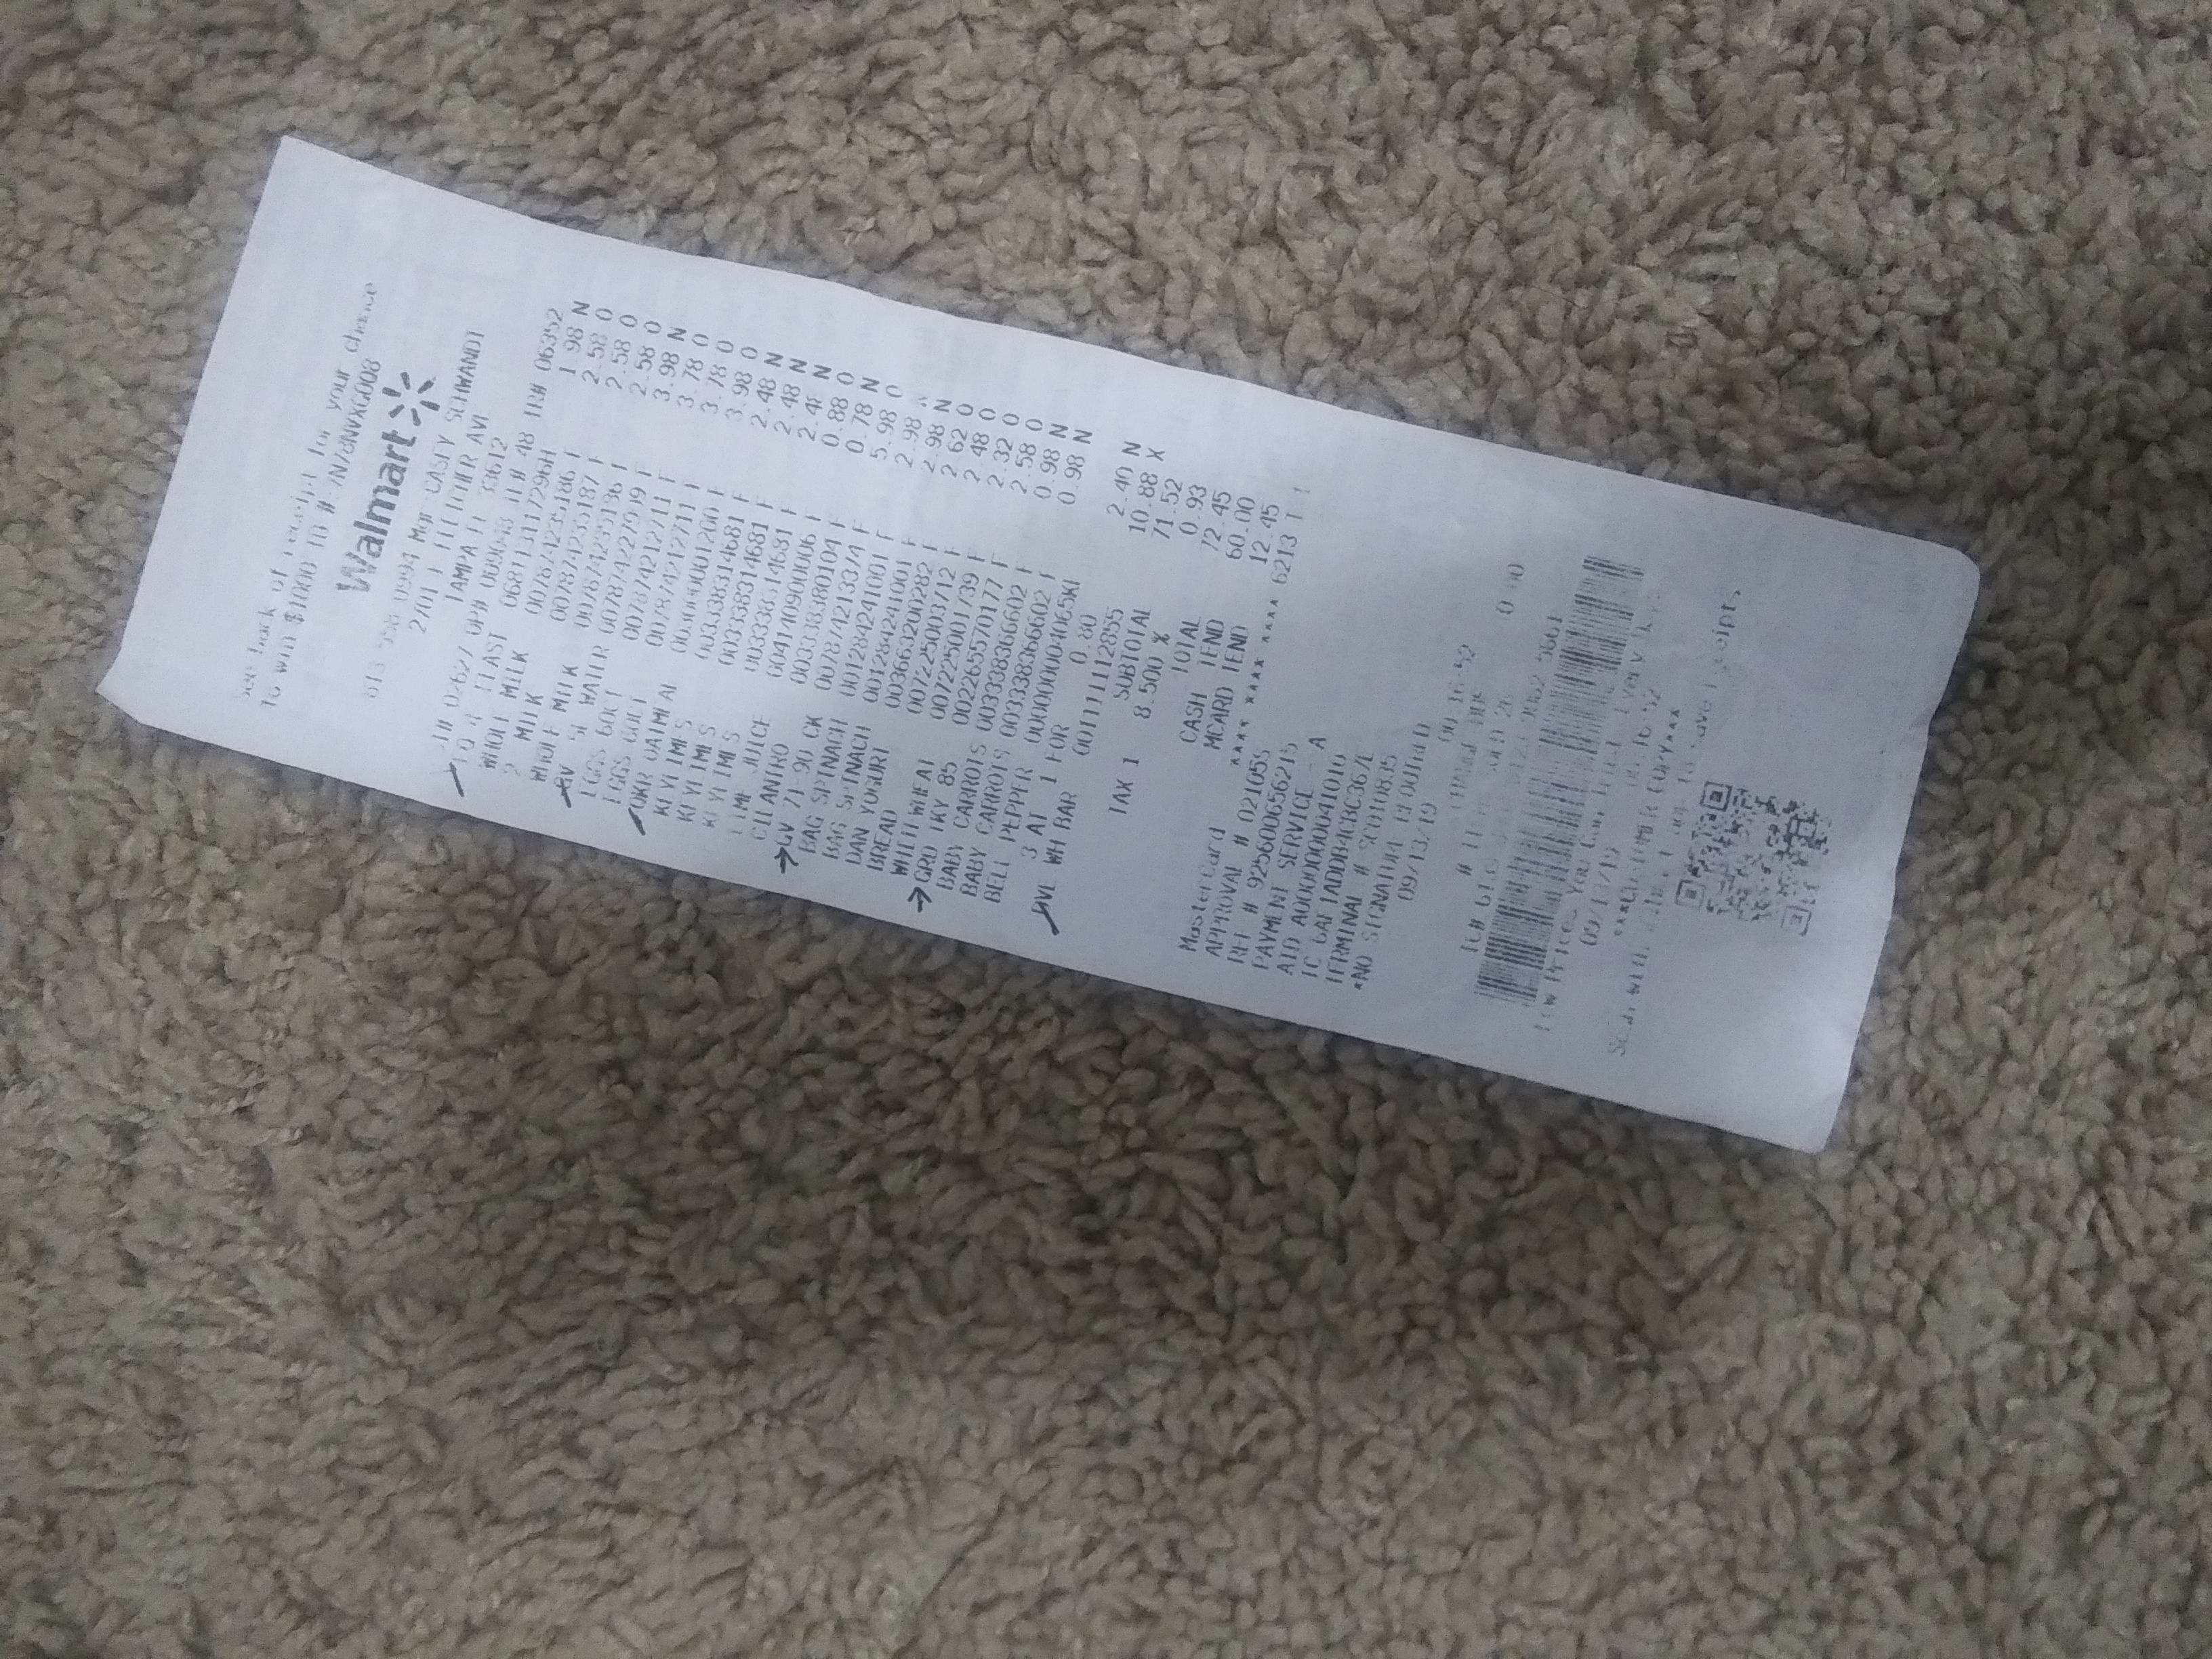 See back of receipt for your chance
to win $1000 ID #:7N78NVXG008
Walmart
813-558-0994 Mgr:CASEY SCHWANDT
2701 E FLETCHER AVE
TAMPA FL 33612
ST# 02627 OP# 009048 TE# 48 TR# 06352
EQ 4 068113117296H 1.98 N
WHOLE MILK 007874235186 F 2.58 O
2 MILK 007874235187 F 2.58 O
WHOLE MILK 007874235186 F 2.58 O
GV WATER 3.98 N
EGGS 60CT 007874212711 F 3.78 O
EGGS 60CT 007874212711 F 3.78 O
QKR OATMEAL 003000001200 F 3.98 O
KEYLIMES 003338314681 F 2.48 N
KEYLIMES 003338314681 F 2.48 N
KEYLIMES 003338314681 F 2.48 N
LIME JUICE 004140900006 F 0.88 O
CILANTRO 003338380104 F 0.78 N
GV 71-90 CK 007874213374 F 5.98 O
BAG SPINACH 001284241001 F 2.98 N
BAG SPINACH 001284241001 F 2.98 N
DAN YOGURT 003663200282 F 2.62 O
BREAD 007225003712 F 2.48 O
WHEAT 007225001739 F 2.32 O
GRD TKY 85 002265570177 F 2.58 O
BABY CARROTS 003338366602 F 0.98 N
BABY CARROTS 003338366602 F 0.98 N
BELL PEPPER 000000004065KI
3 AT 1 FOR 0.80 2.40 N
DVE WH BAR 001111112855 10.88 X
SUBTOTAL 71.52
TAX 1 8.500 % 0.93
TOTAL 72.45
CASH TEND 60.00
MCARD TEND 12.45
MasterCard **** **** **** 6213 T 1
APPROVAL # 02105S
REF # 925600656215
PAYMENT SERVICE - A
AID A0000000041010
TC 6AF1ADDB4CBC367E
TERMINAL # SC010835
*NO SIGNATURE REQUIRED
09/13/19 00:16:52
CHANGE DUE 0.00
# ITEMS SOLD 26
TC# 5661
Low Prices You Can Trust. Every Day.
09/13/19 00:16:52
***CUSTOMER COPY***
Scan with Walmart app to save receipts